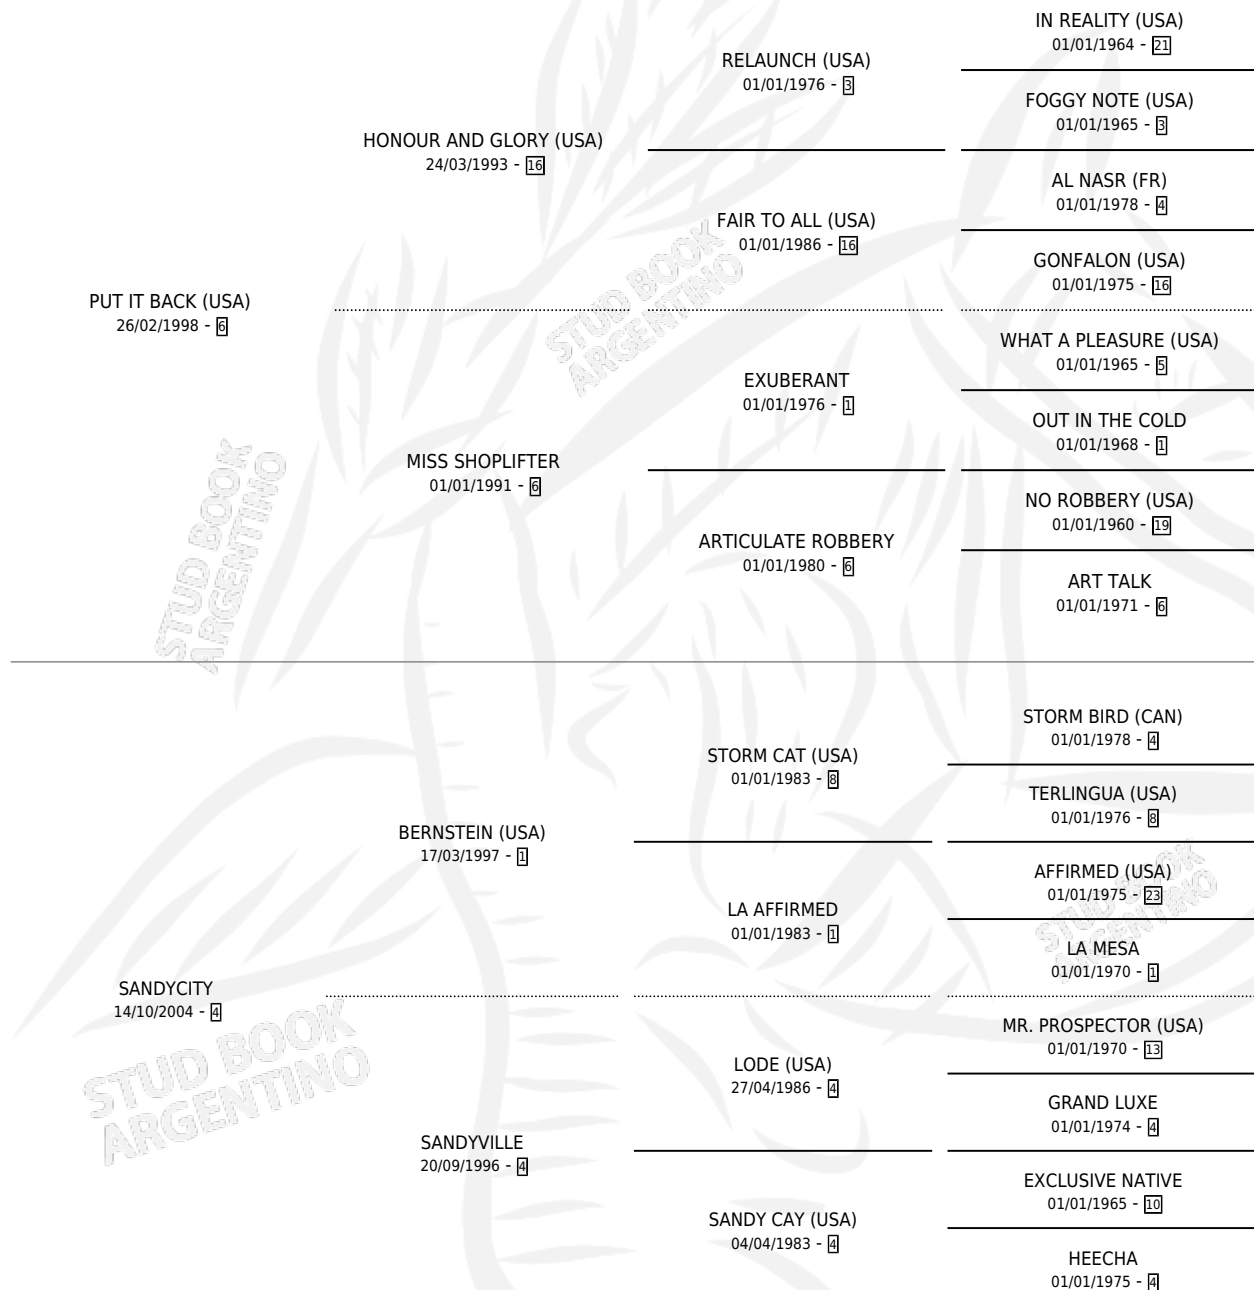 IN REALITY (USA)
01/01/1964 - 21
RELAUNCH (USA)
01/01/1976 - 3
FOGGY NOTE (USA)
01/01/1965 - 3
HONOUR AND GLORY (USA)
24/03/1993 - 16
AL NASR (FR)
01/01/1978 - 4
FAIR TO ALL (USA)
01/01/1986 - 16
GONFALON (USA)
01/01/1975 - 16
PUT IT BACK (USA)
26/02/1998 - 6
WHAT A PLEASURE (USA)
01/01/1965 - 5
EXUBERANT
01/01/1976 - 1
OUT IN THE COLD
01/01/1968 - 1
MISS SHOPLIFTER
01/01/1991 - 6
NO ROBBERY (USA)
01/01/1960 - 19
ARTICULATE ROBBERY
01/01/1980 - 6
ART TALK
01/01/1971 - 6
STORM BIRD (CAN)
01/01/1978 - 4
STORM CAT (USA)
01/01/1983 - 8
TERLINGUA (USA)
01/01/1976 - 8
BERNSTEIN (USA)
17/03/1997 - 1
AFFIRMED (USA)
01/01/1975 - 23
LA AFFIRMED
01/01/1983 - 1
LA MESA
01/01/1970 - 1
SANDYCITY
14/10/2004 - 4
MR. PROSPECTOR (USA)
01/01/1970 - 13
LODE (USA)
27/04/1986 - 4
GRAND LUXE
01/01/1974 - 4
SANDYVILLE
20/09/1996 - 4
EXCLUSIVE NATIVE
01/01/1965 - 10
SANDY CAY (USA)
04/04/1983 - 4
HEECHA
01/01/1975 - 4
STUD BOOK
ARGENTINO
STUD BOOK
ARGENTINO
STUD BOOK
ARGENTINO
STUD BOOK
ARGENTINO